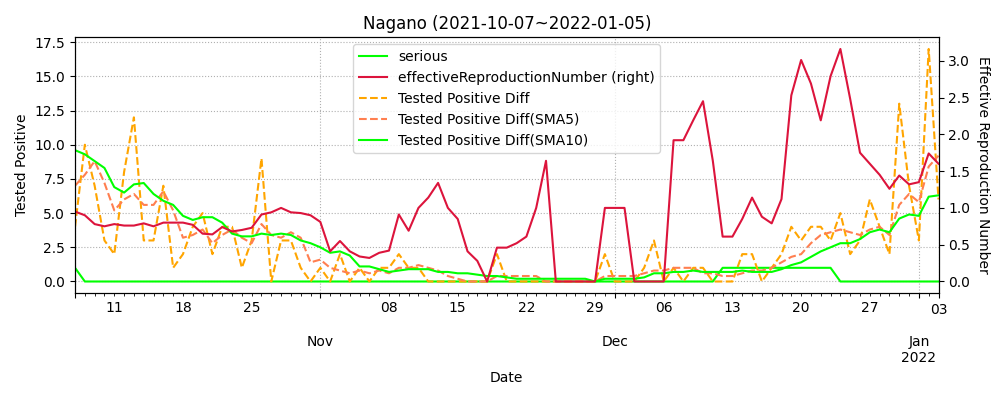 Nagano (2021-10-07~2022-01-05)
serious
effectiveReproductionNumber (right)
Tested Positive Diff
Tested Positive Diff(SMA5)
Tested Positive Diff(SMA10)
Tested Positive
17.5
15.0
12.5
10.0
7.5
5.0
2.5
0.0
3.0
2.5
2.0
1.5
1.0
0.5
0.0
Effective Reproduction Number
11 18 25 08 15 22 29 06 13 20 27 03
Nov Dec Jan
2022
Date